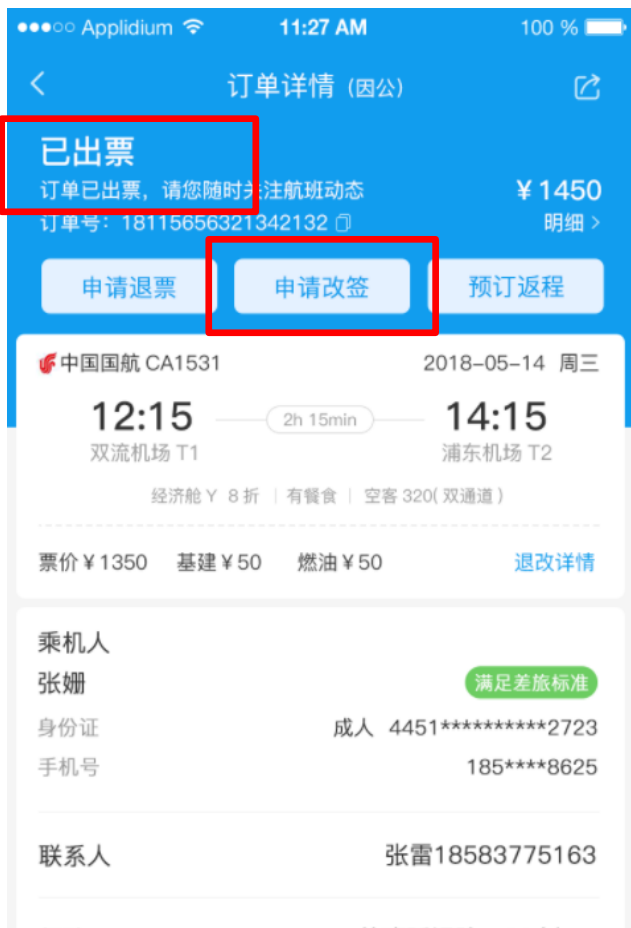 Applidium 11:27 AM 100 %
订单详情（因公）
已出票
订单已出票，请您随时关注航班动态 ¥ 1450
订单号：18115656321342132 明细 >
申请退票 申请改签 预订返程
中国国航 CA1531 2018-05-14 周三
12:15 2h 15min 14:15
双流机场 T1 浦东机场 T2
经济舱 Y 8 折 | 有餐食 | 空客 320( 双通道 )
票价 ¥ 1350 基建 ¥ 50 燃油 ¥ 50 退改详情
乘机人
张姗 满足差旅标准
身份证 成人 4451**********2723
手机号 185****8625
联系人 张雷18583775163